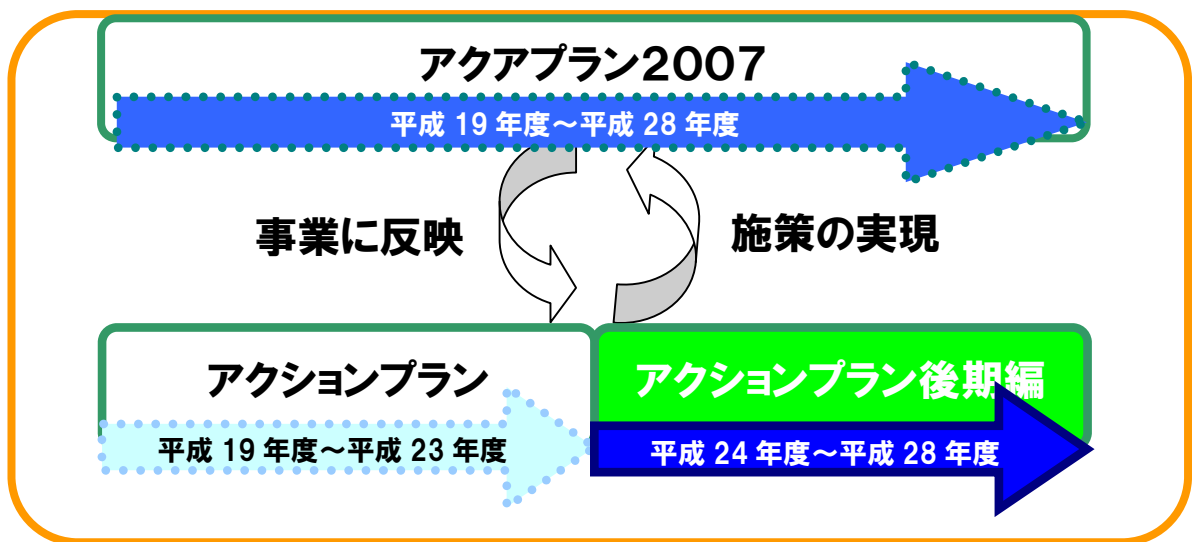 アクアプラン2007
平成 19 年度～平成 28 年度
事業に反映
施策の実現
アクションプラン
アクションプラン後期編
平成 19 年度～平成 23 年度
平成 24 年度～平成 28 年度